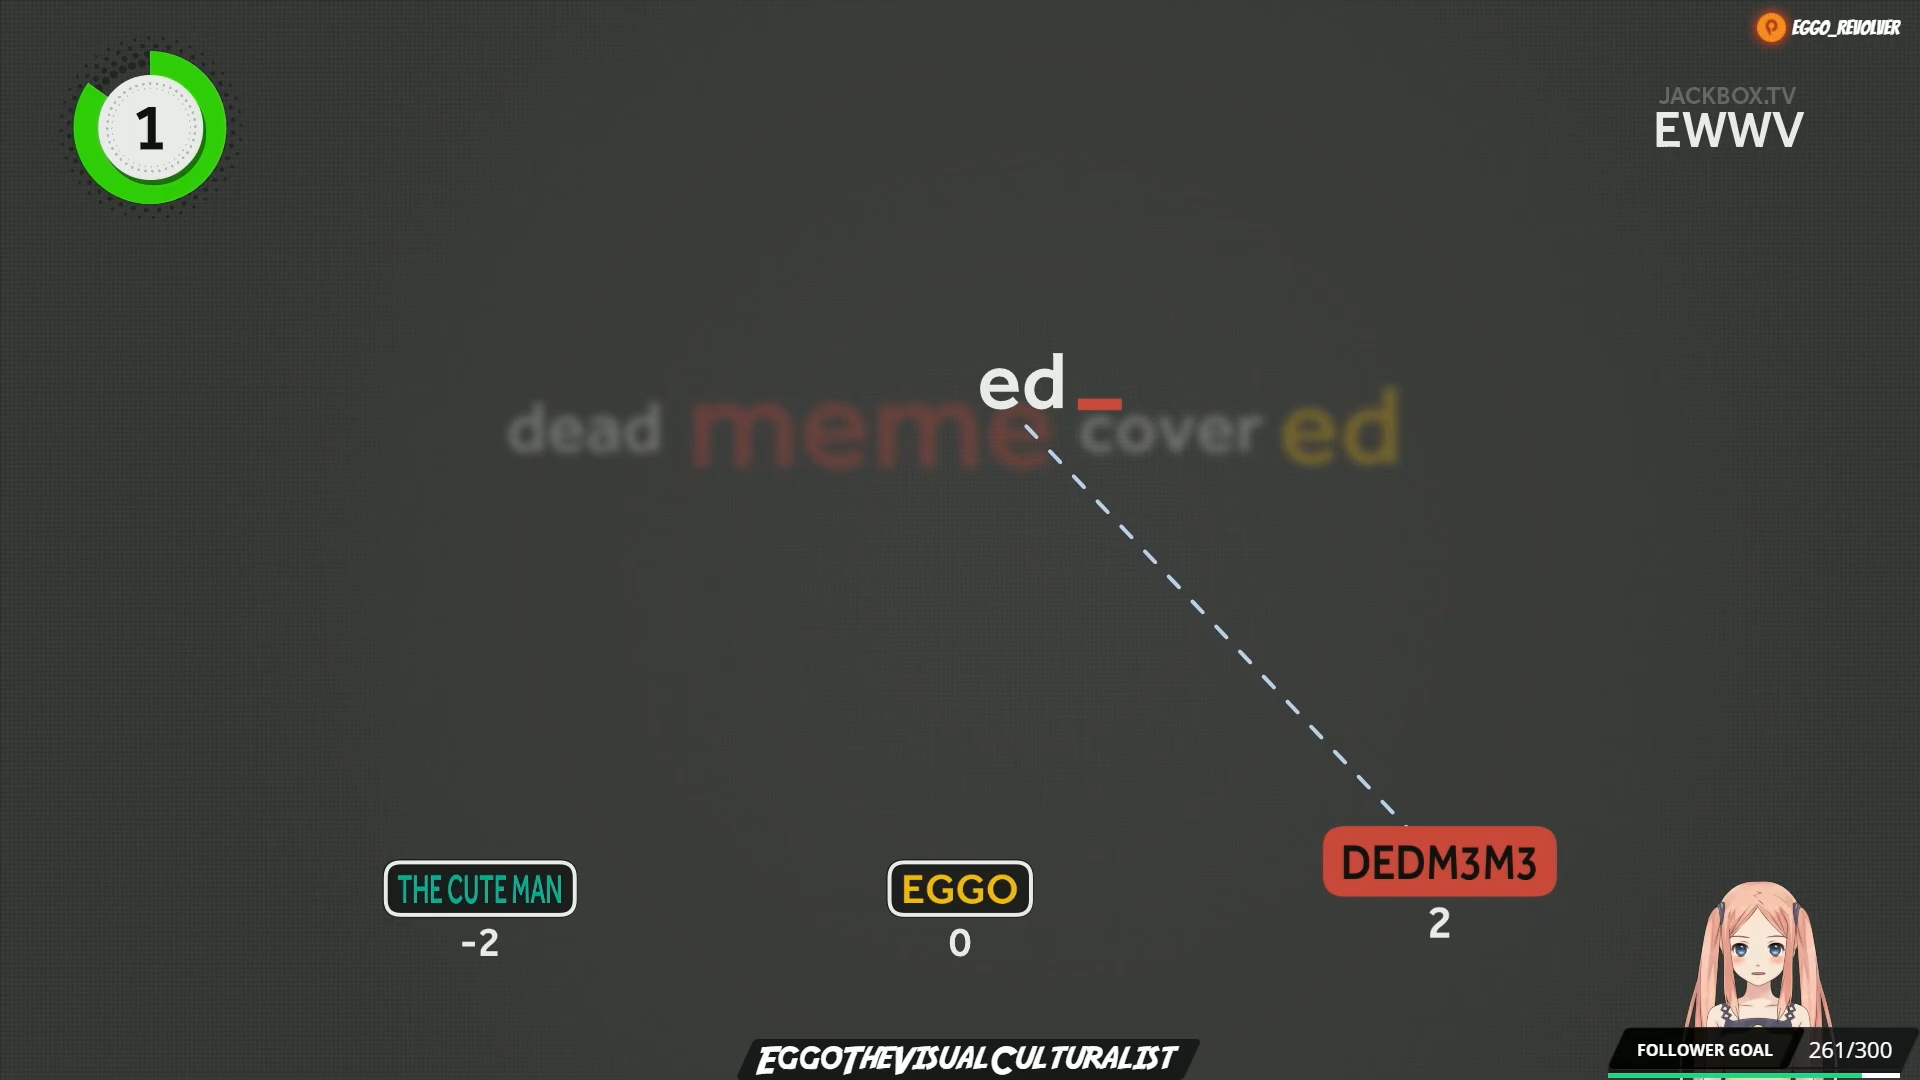 EGGO_REVOLVER
JACKBOX.TV
EWWV
1
ed_
dead meme cover ed
THE CUTE MAN
-2
EGGO
0
DEDM3M3
2
EGGOTHEVISUALCULTURALIST
FOLLOWER GOAL 261/300